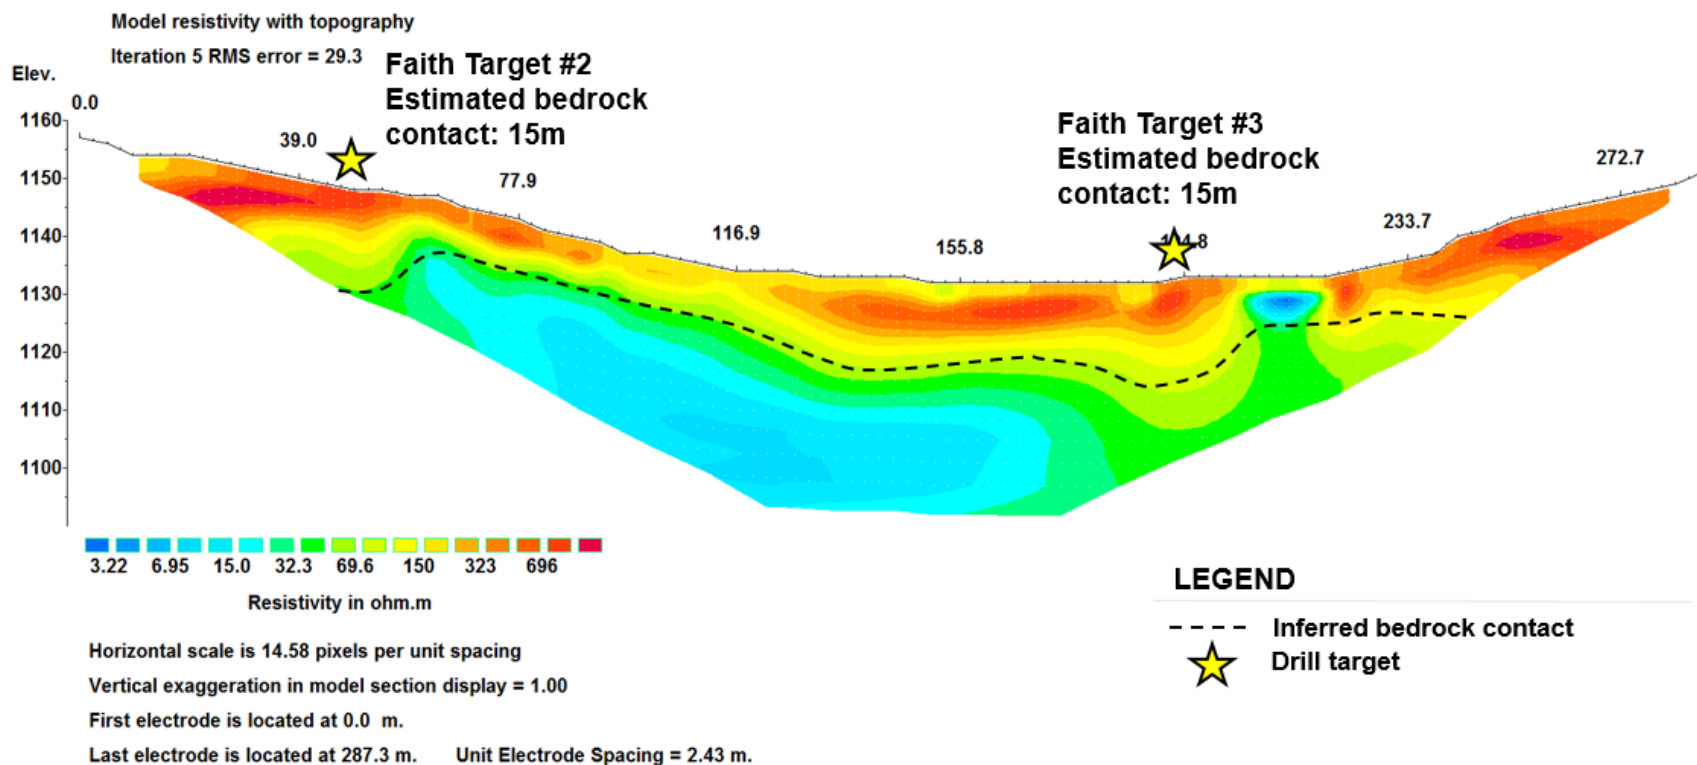 Model resistivity with topography
Iteration 5 RMS error = 29.3
Faith Target #2
Estimated bedrock
contact: 15m
Elev.
0.0
39.0
77.9
116.9
155.8
233.7
272.7
Faith Target #3
Estimated bedrock
contact: 15m
1160
1150
1140
1130
1120
1110
1100
3.22 6.95 15.0 32.3 69.6 150 323 696
Resistivity in ohm.m
Horizontal scale is 14.58 pixels per unit spacing
Vertical exaggeration in model section display = 1.00
First electrode is located at 0.0 m.
Last electrode is located at 287.3 m. Unit Electrode Spacing = 2.43 m.
LEGEND
Inferred bedrock contact
Drill target